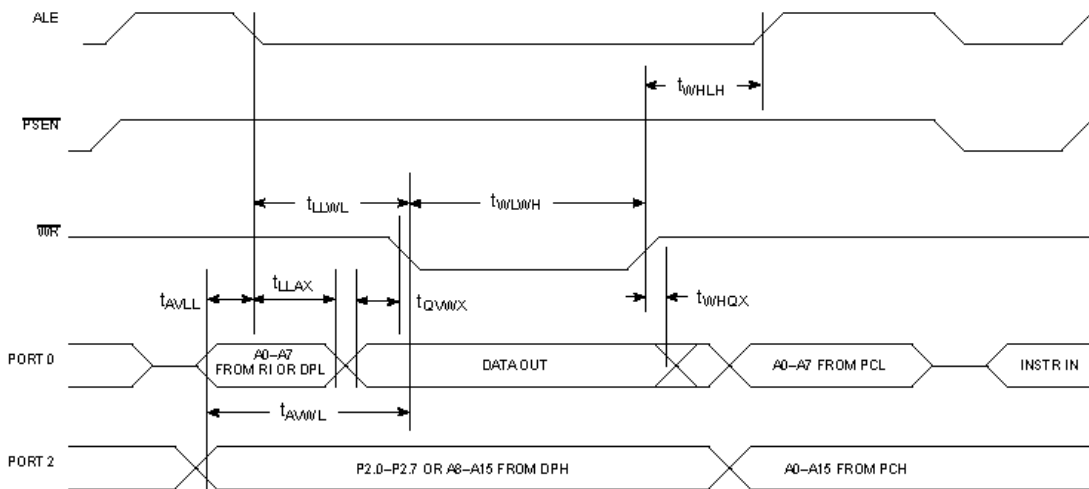 ALE
tWHLH
PSEN
tLLWL
tWLWH
WR
tAVLL
tLLAX
tQVWX
tWHQX
PORT 0
A0–A7
FROM RI OR DPL
DATA OUT
A0–A7 FROM PCL
INSTR IN
tAVWL
PORT 2
P2.0–P2.7 OR A8–A15 FROM DPH
A0–A15 FROM PCH